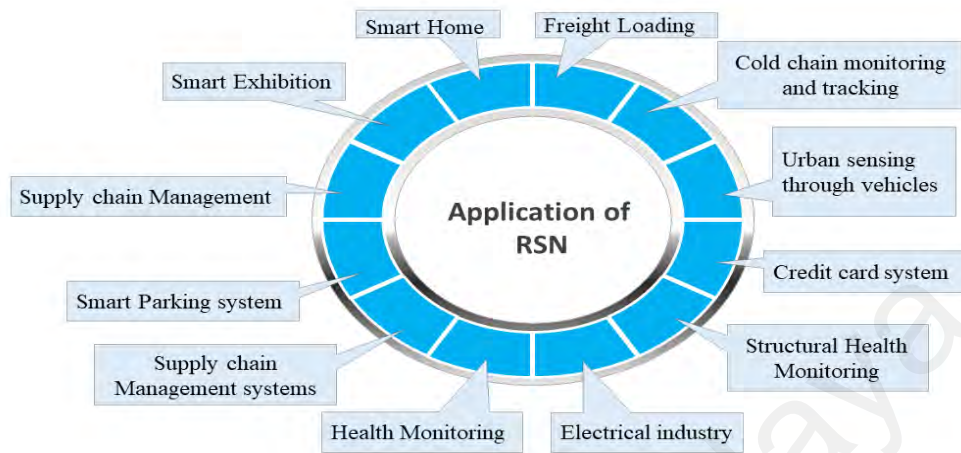 Smart Home
Freight Loading
Smart Exhibition
Cold chain monitoring
and tracking
Supply chain Management
Urban sensing
through vehicles
Application of
RSN
Smart Parking system
Credit card system
Supply chain
Management systems
Structural Health
Monitoring
Health Monitoring
Electrical industry
aya